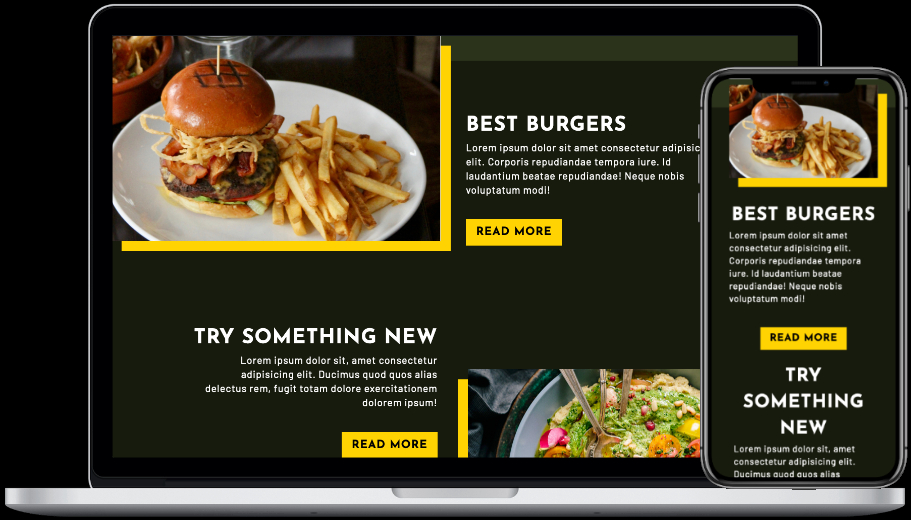 BEST BURGERS
Lorem ipsum dolor sit amet consectetur adipisic
elit. Corporis repudiandae tempora iure. Id
laudantium beatae repudiandae! Neque nobis
voluptatum modi!
READ MORE
TRY SOMETHING NEW
Lorem ipsum dolor sit, amet consectetur
adipisicing elit. Ducimus quod quos alias
delectus rem, fugit totam dolore exercitationem
dolorem ipsum!
READ MORE
BEST BURGERS
Lorem ipsum dolor sit amet
consectetur adipisicing elit.
Corporis repudiandae tempora
iure. Id laudantium beatae
repudiandae! Neque nobis
voluptatum modi!
READ MORE
TRY
SOMETHING
NEW
Lorem ipsum dolor sit, amet
consectetur adipisicing elit.
Ducimus quod quos alias